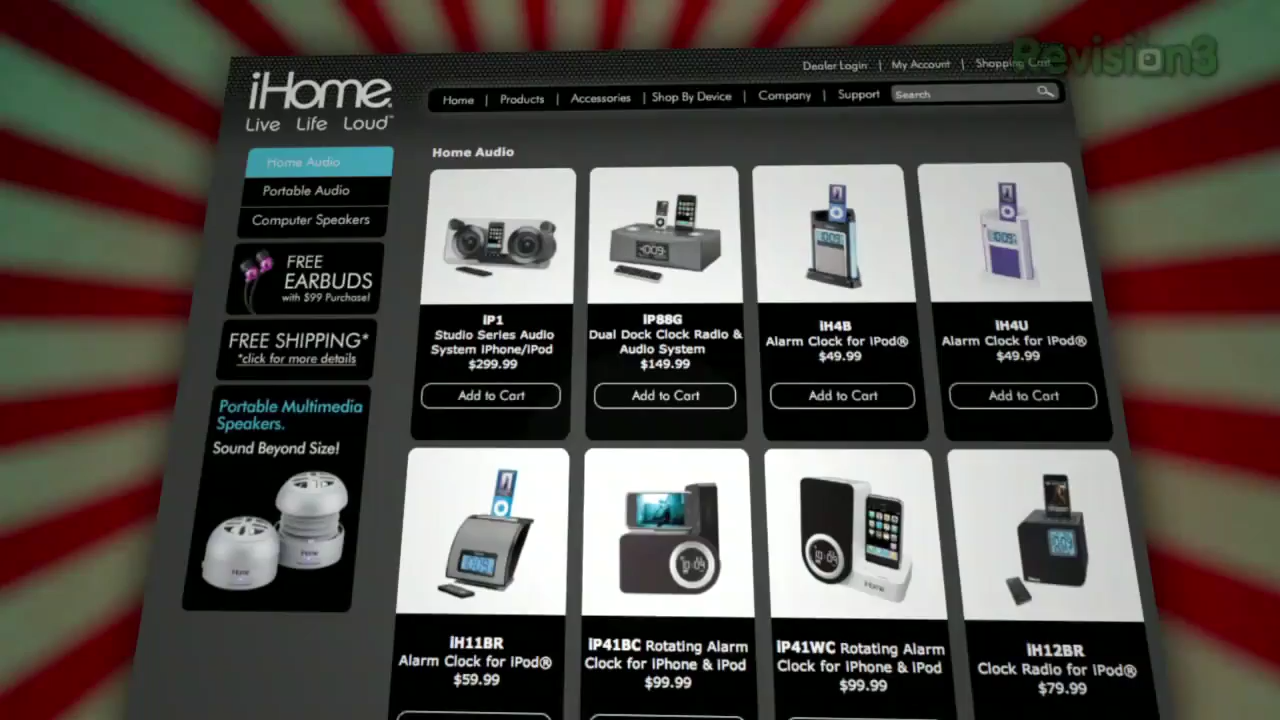 Revision3
Dealer Login | My Account | Shopping Cart
iHome
Live Life Loud™
Home | Products | Accessories | Shop By Device | Company | Support
Search
Home Audio
Portable Audio
Computer Speakers
FREE
EARBUDS
with $99 Purchase!
FREE SHIPPING*
*click for more details
Portable Multimedia
Speakers.
Sound Beyond Size!
iHome
iHome
Home Audio
iP1
Studio Series Audio
System iPhone/iPod
$299.99
Add to Cart
iP88G
Dual Dock Clock Radio &
Audio System
$149.99
Add to Cart
iH4B
Alarm Clock for iPod®
$49.99
Add to Cart
iH4U
Alarm Clock for iPod®
$49.99
Add to Cart
iH11BR
Alarm Clock for iPod®
$59.99
iP41BC Rotating Alarm
Clock for iPhone & iPod
$99.99
iP41WC Rotating Alarm
Clock for iPhone & iPod
$99.99
iH12BR
Clock Radio for iPod®
$79.99